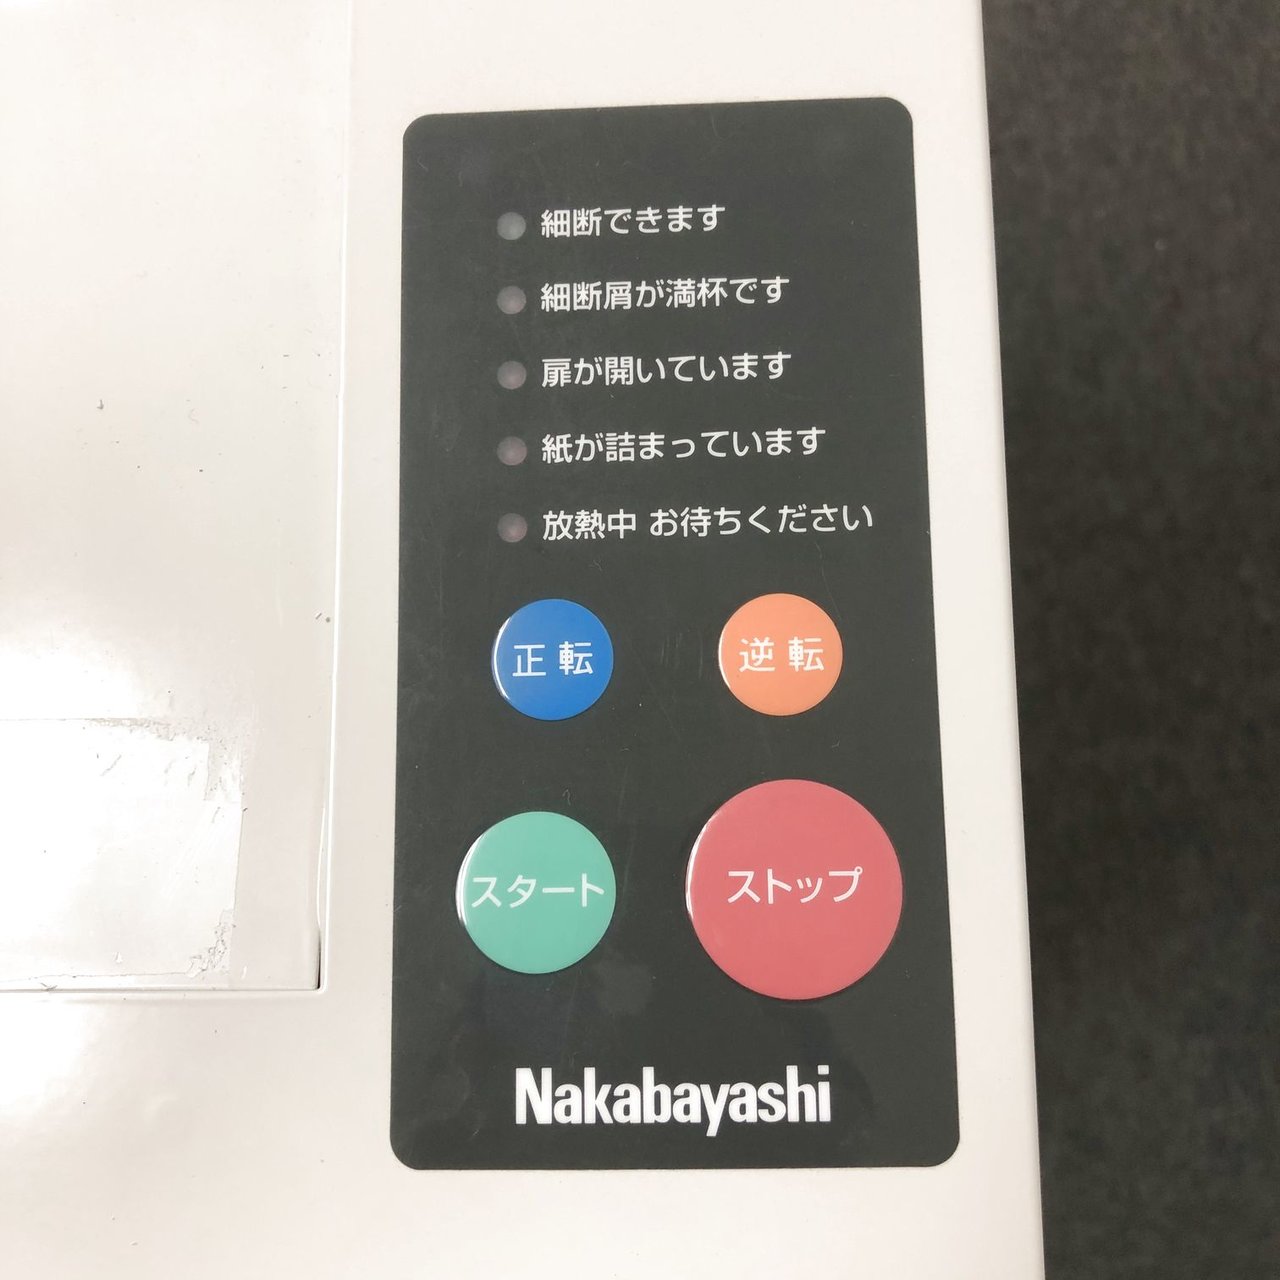 細断できます
細断屑が満杯です
扉が開いています
紙が詰まっています
放熱中 お待ちください
正転
逆転
スタート
ストップ
Nakabayashi